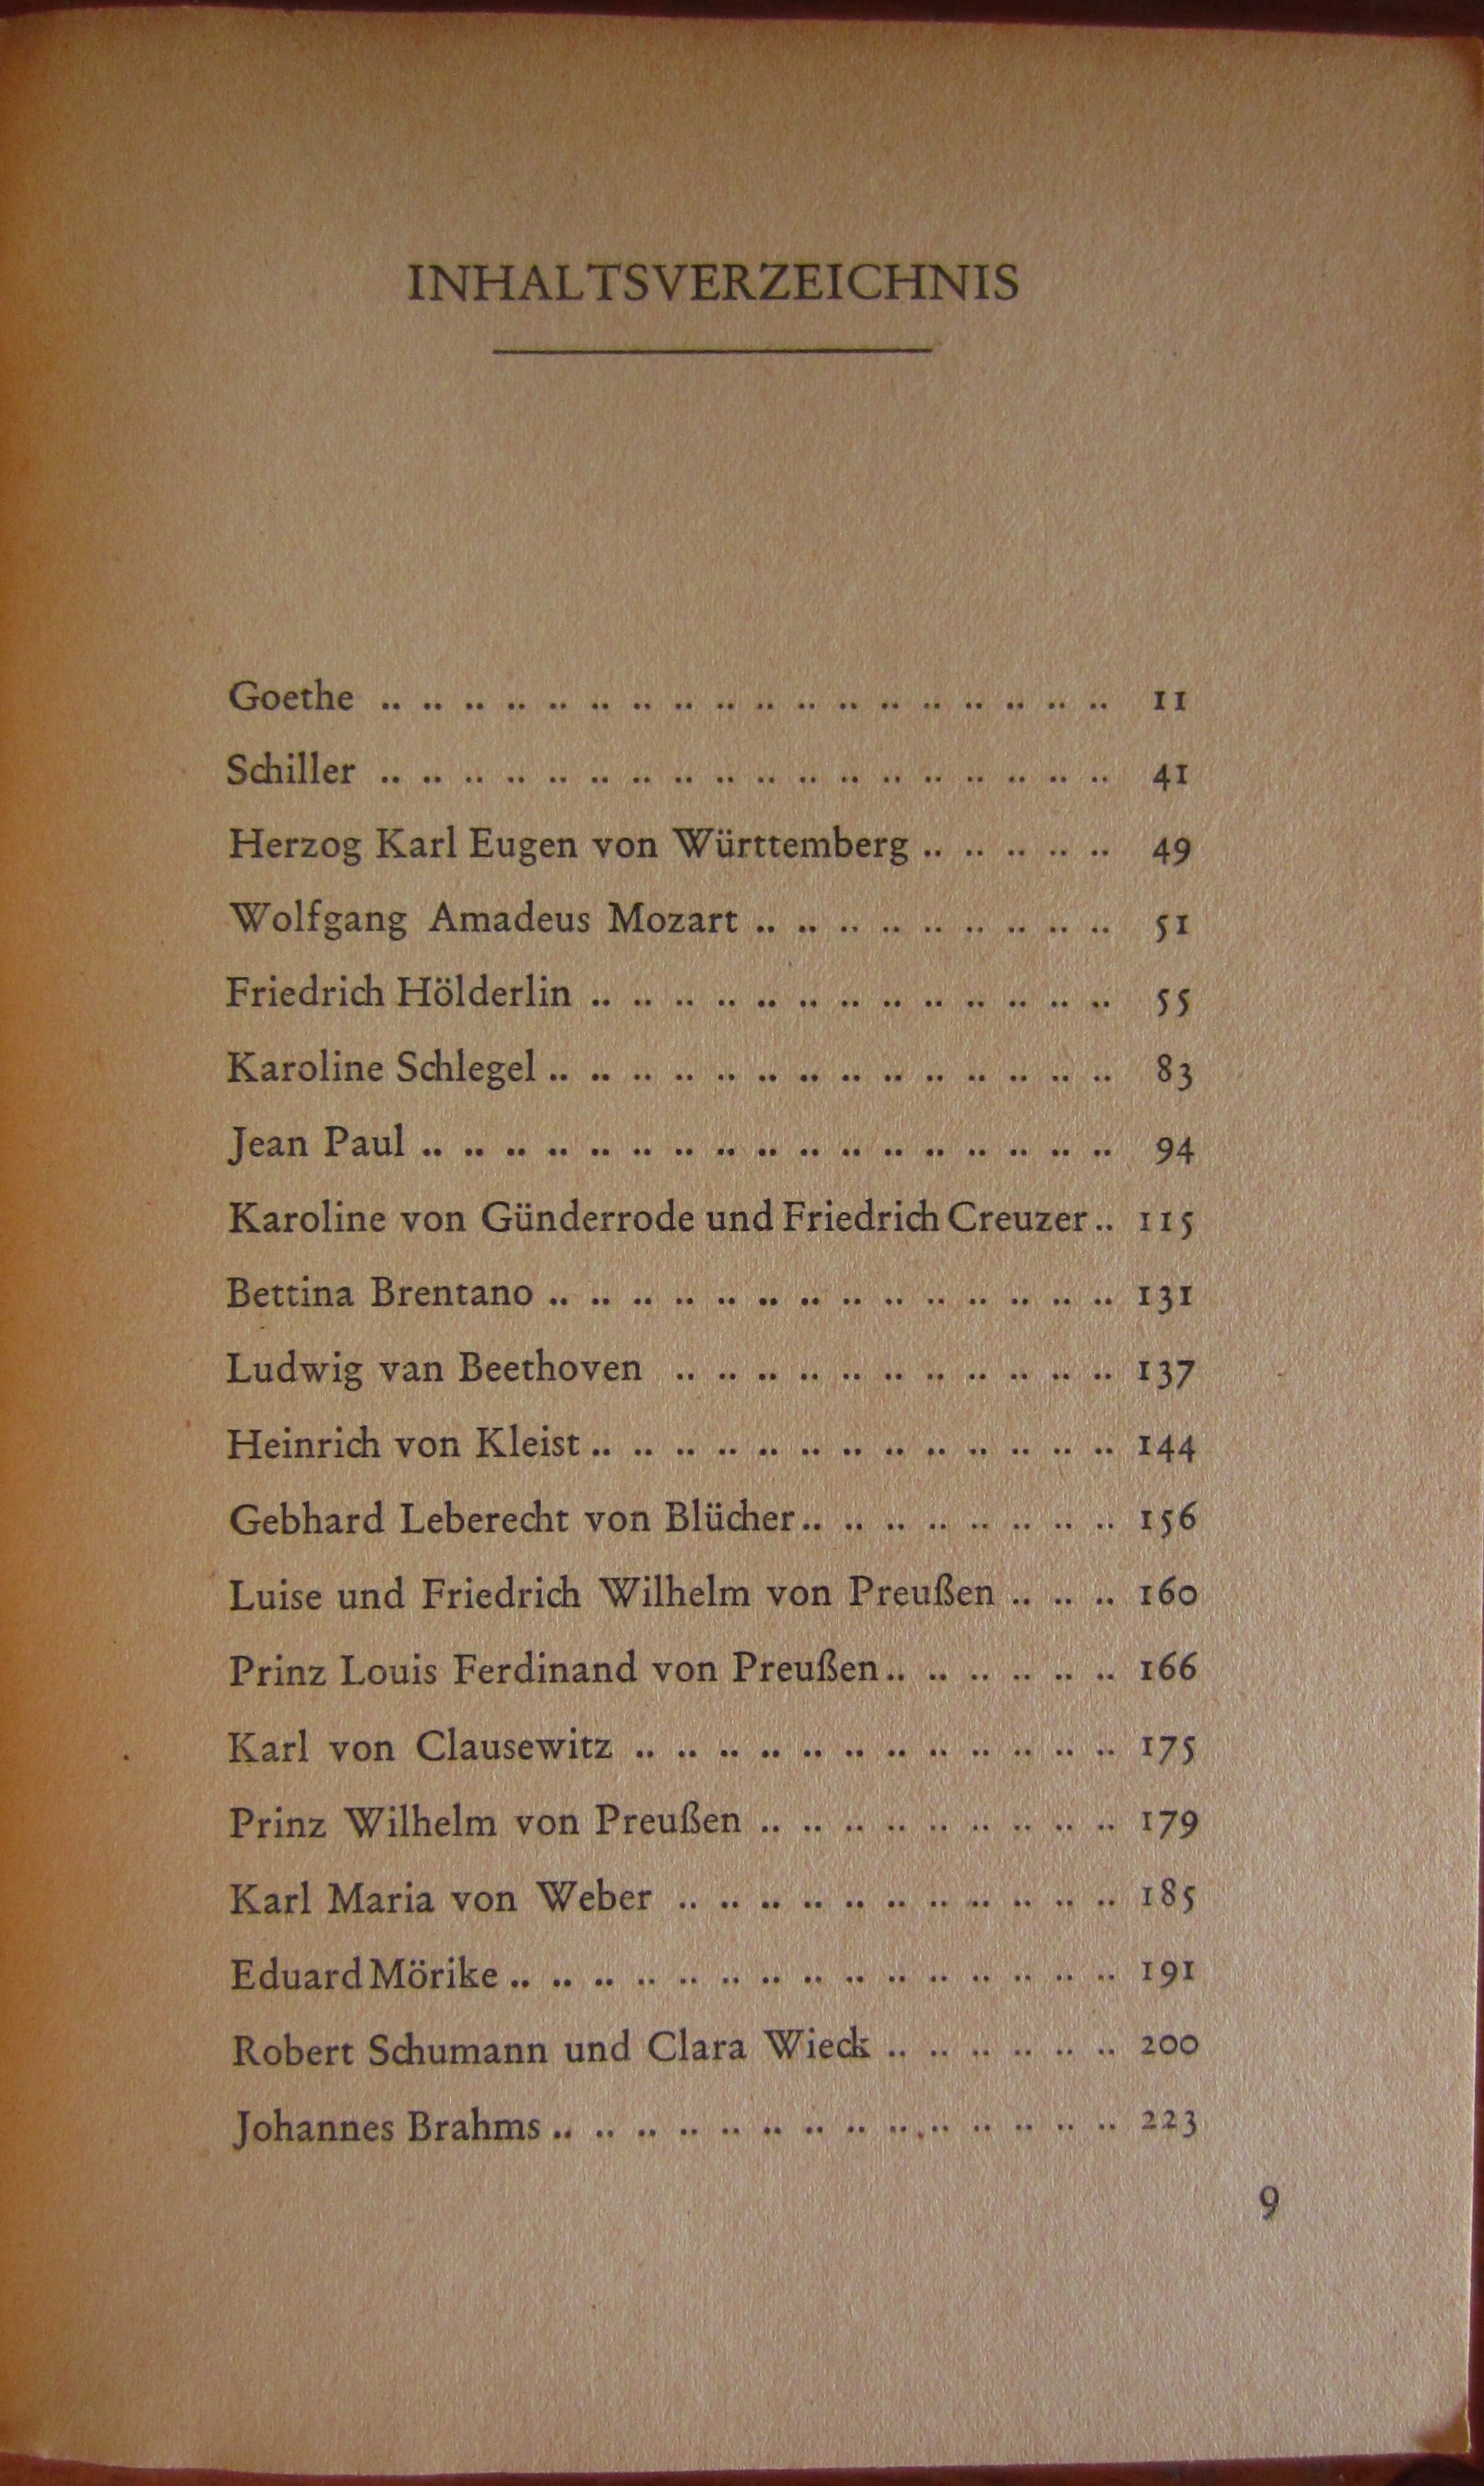 INHALTSVERZEICHNIS
Goethe .. .. .. .. .. .. .. .. .. .. .. .. .. .. .. .. .. .. 11
Schiller .. .. .. .. .. .. .. .. .. .. .. .. .. .. .. .. .. .. 41
Herzog Karl Eugen von Württemberg .. .. .. .. .. 49
Wolfgang Amadeus Mozart .. .. .. .. .. .. .. .. .. 51
Friedrich Hölderlin .. .. .. .. .. .. .. .. .. .. .. .. .. 55
Karoline Schlegel .. .. .. .. .. .. .. .. .. .. .. .. .. .. 83
Jean Paul .. .. .. .. .. .. .. .. .. .. .. .. .. .. .. .. .. 94
Karoline von Günderrode und Friedrich Creuzer .. 115
Bettina Brentano .. .. .. .. .. .. .. .. .. .. .. .. .. .. 131
Ludwig van Beethoven .. .. .. .. .. .. .. .. .. .. .. 137
Heinrich von Kleist .. .. .. .. .. .. .. .. .. .. .. .. .. 144
Gebhard Leberecht von Blücher .. .. .. .. .. .. .. .. 156
Luise und Friedrich Wilhelm von Preußen .. .. .. 160
Prinz Louis Ferdinand von Preußen .. .. .. .. .. .. 166
Karl von Clausewitz .. .. .. .. .. .. .. .. .. .. .. .. 175
Prinz Wilhelm von Preußen .. .. .. .. .. .. .. .. .. 179
Karl Maria von Weber .. .. .. .. .. .. .. .. .. .. .. 185
Eduard Mörike .. .. .. .. .. .. .. .. .. .. .. .. .. .. .. 191
Robert Schumann und Clara Wieck .. .. .. .. .. .. 200
Johannes Brahms .. .. .. .. .. .. .. .. .. .. .. .. .. .. 223
9